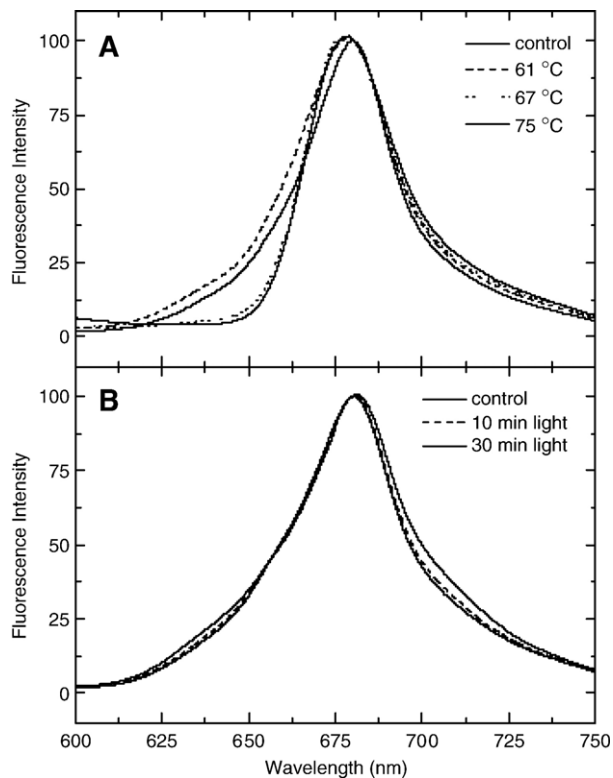 A
control
61 °C
67 °C
75 °C
100
75
50
25
0
Fluorescence Intensity
B
control
10 min light
30 min light
100
75
50
25
0
Fluorescence Intensity
600 625 650 675 700 725 750
Wavelength (nm)